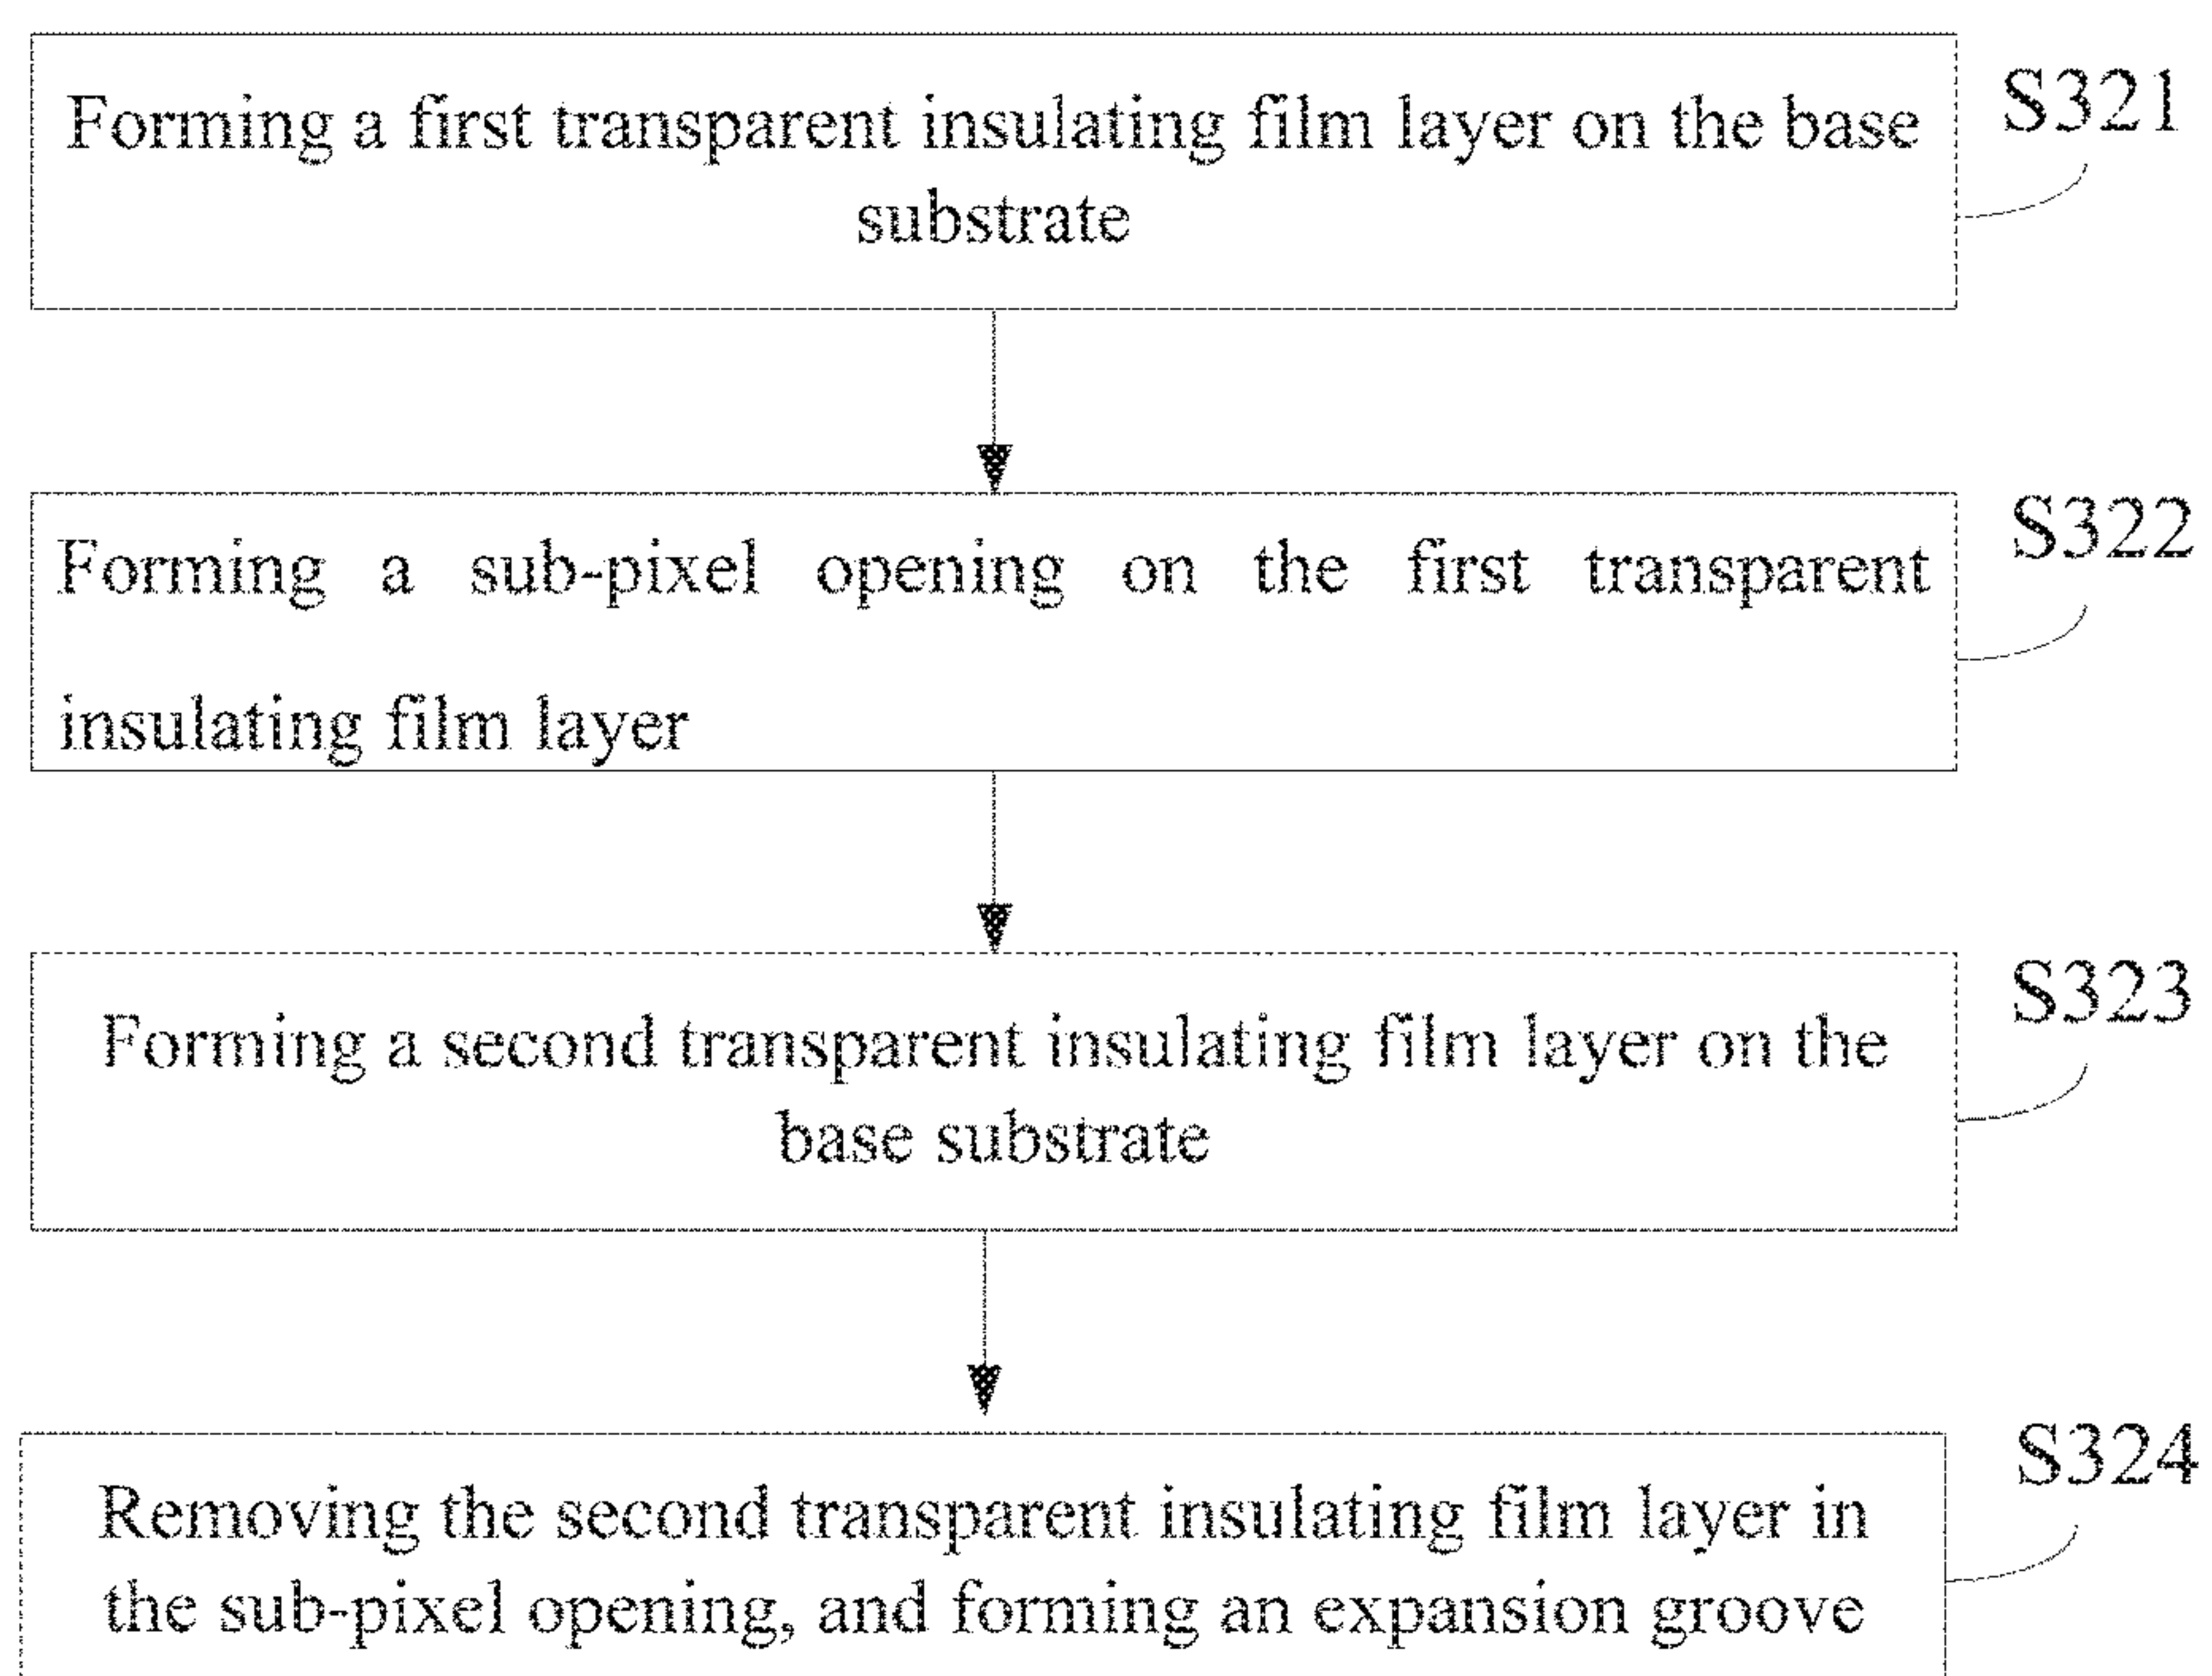 Forming a first transparent insulating film layer on the base
substrate
S321
Forming a sub-pixel opening on the first transparent
insulating film layer
S322
Forming a second transparent insulating film layer on the
base substrate
S323
Removing the second transparent insulating film layer in
the sub-pixel opening, and forming an expansion groove
S324